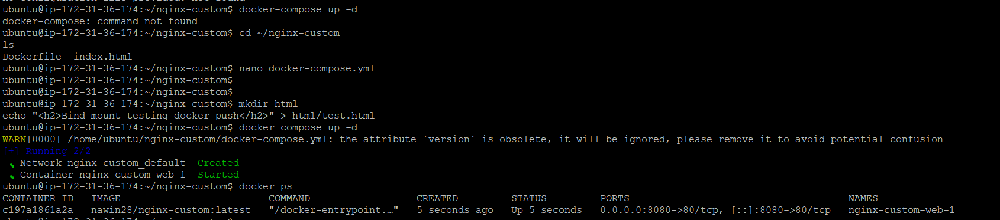 ubuntu@ip-172-31-36-174:~/nginx-custom$ docker-compose up -d
docker-compose: command not found
ubuntu@ip-172-31-36-174:~/nginx-custom$ cd ~/nginx-custom
ls
Dockerfile  index.html
ubuntu@ip-172-31-36-174:~/nginx-custom$ nano docker-compose.yml
ubuntu@ip-172-31-36-174:~/nginx-custom$
ubuntu@ip-172-31-36-174:~/nginx-custom$
ubuntu@ip-172-31-36-174:~/nginx-custom$ mkdir html
echo "<h2>Bind mount testing docker push</h2>" > html/test.html
ubuntu@ip-172-31-36-174:~/nginx-custom$ docker compose up -d
WARN[0000] /home/ubuntu/nginx-custom/docker-compose.yml: the attribute `version` is obsolete, it will be ignored, please remove it to avoid potential confusion
[+] Running 2/2
✔ Network nginx-custom_default  Created
✔ Container nginx-custom-web-1  Started
ubuntu@ip-172-31-36-174:~/nginx-custom$ docker ps
CONTAINER ID   IMAGE                         COMMAND                  CREATED         STATUS         PORTS                                     NAMES
c197a1861a2a   nawin28/nginx-custom:latest   "/docker-entrypoint.…"   5 seconds ago   Up 5 seconds   0.0.0.0:8080->80/tcp, [::]:8080->80/tcp   nginx-custom-web-1